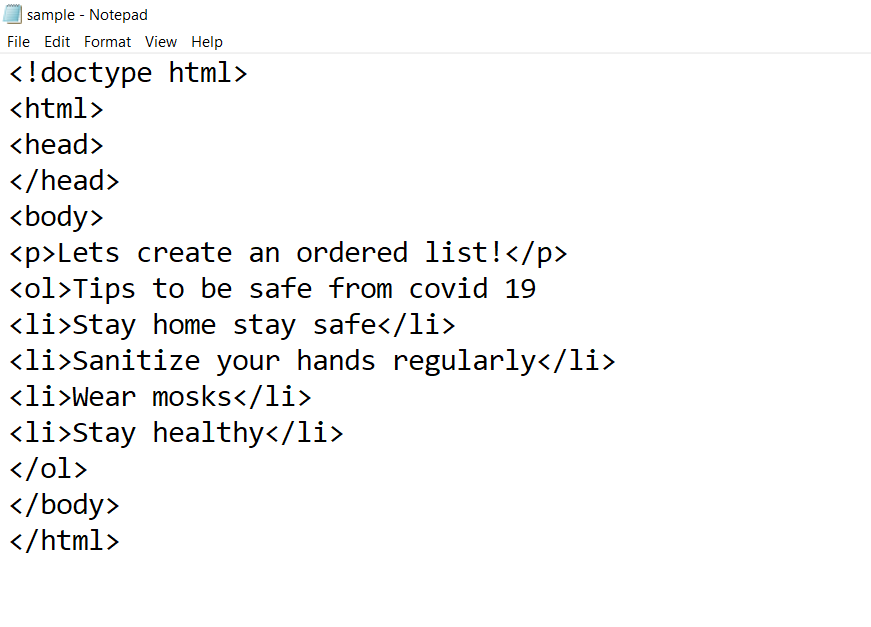 sample - Notepad
File Edit Format View Help
<!doctype html>
<html>
<head>
</head>
<body>
<p>Lets create an ordered list!</p>
<ol>Tips to be safe from covid 19
<li>Stay home stay safe</li>
<li>Sanitize your hands regularly</li>
<li>Wear mosks</li>
<li>Stay healthy</li>
</ol>
</body>
</html>